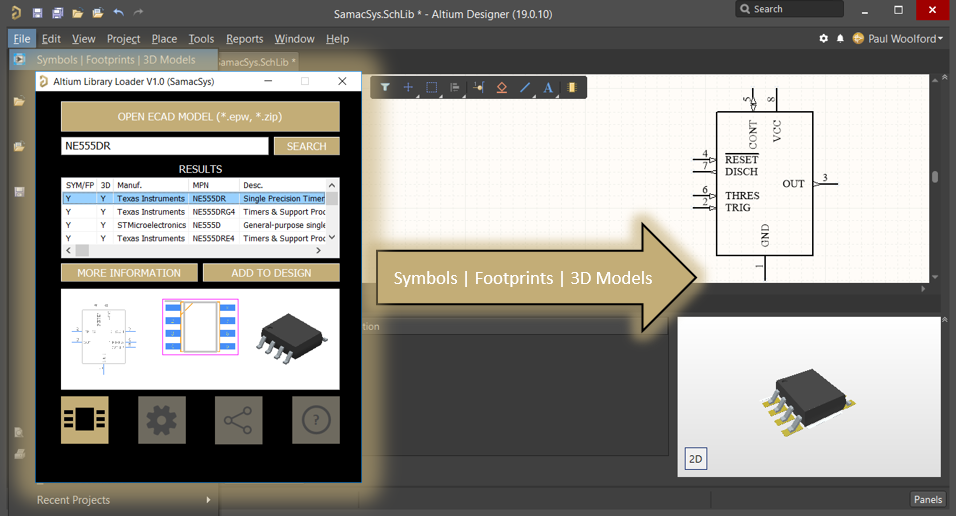 SamacSys.SchLib * - Altium Designer (19.0.10)
Search
File Edit View Project Place Tools Reports Window Help
Paul Woolford
Symbols | Footprints | 3D Models
SamacSys.SchLib *
Altium Library Loader V1.0 (SamacSys)
OPEN ECAD MODEL (*.epw, *.zip)
NE555DR
SEARCH
RESULTS
SYM/FP 3D Manuf. MPN Desc.
Y Y Texas Instruments NE555DR Single Precision Timer
Y Y Texas Instruments NE555DRG4 Timers & Support Proc
Y Y STMicroelectronics NE555D General-purpose single
Y Y Texas Instruments NE555DRE4 Timers & Support Proc
MORE INFORMATION
ADD TO DESIGN
?
Recent Projects
Symbols | Footprints | 3D Models
A
5
8
CONT
VCC
4
RESET
7
DISCH
OUT
3
6
THRES
2
TRIG
GND
1
tion
2D
Panels